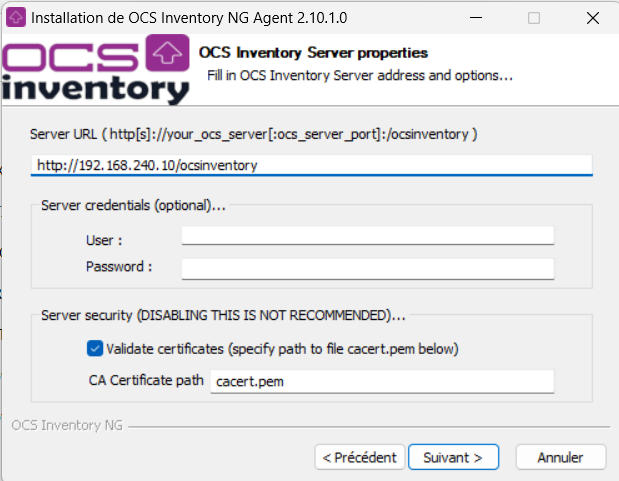 Installation de OCS Inventory NG Agent 2.10.1.0
OCS
inventory
OCS Inventory Server properties
Fill in OCS Inventory Server address and options...
Server URL ( http[s]://your_ocs_server[:ocs_server_port]:/ocsinventory )
http://192.168.240.10/ocsinventory
Server credentials (optional)...
User :
Password :
Server security (DISABLING THIS IS NOT RECOMMENDED)...
Validate certificates (specify path to file cacert.pem below)
CA Certificate path cacert.pem
OCS Inventory NG
< Précédent Suivant > Annuler